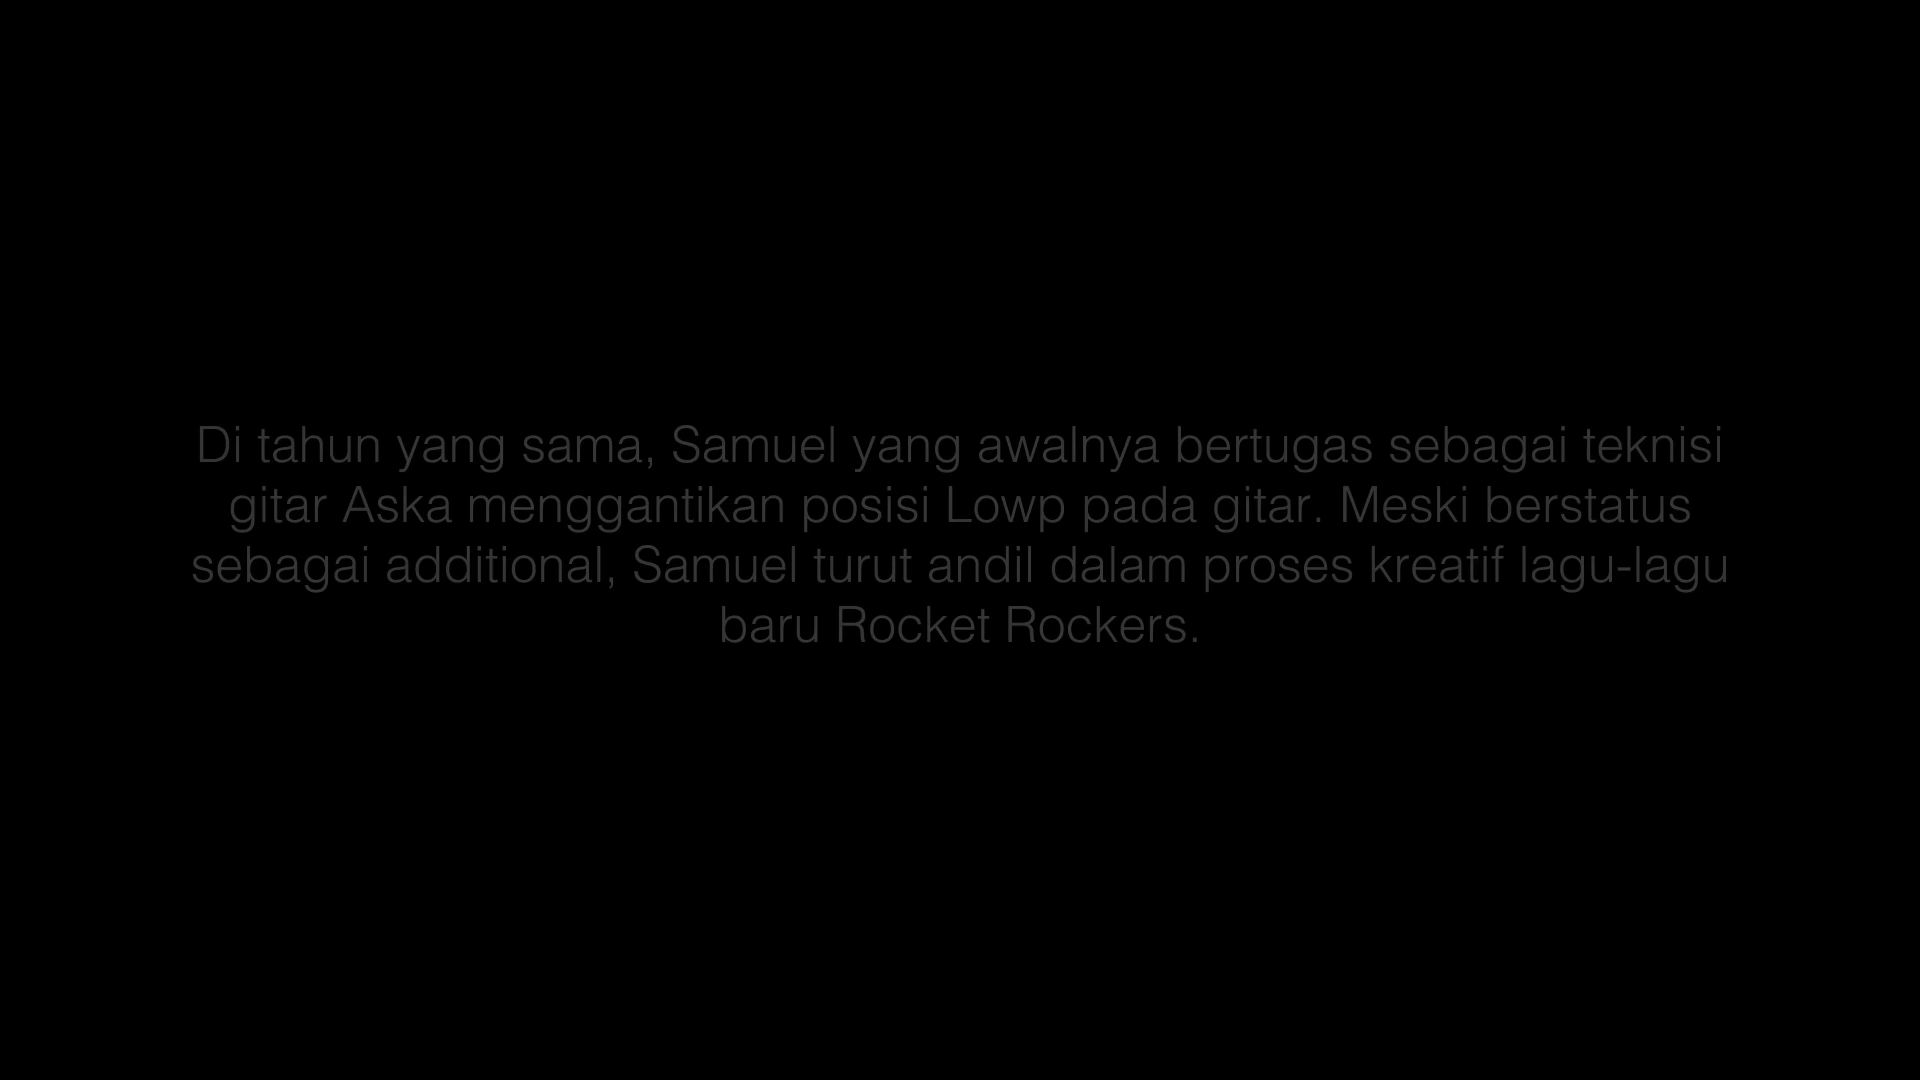 Di tahun yang sama, Samuel yang awalnya bertugas sebagai teknisi
gitar Aska menggantikan posisi Lowp pada gitar. Meski berstatus
sebagai additional, Samuel turut andil dalam proses kreatif lagu-lagu
baru Rocket Rockers.